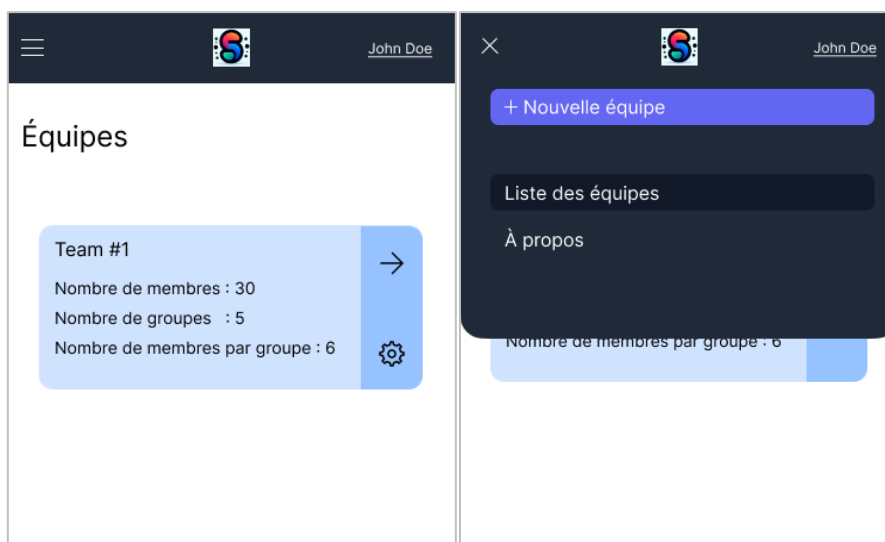 S
John Doe
Équipes
Team #1
Nombre de membres : 30
Nombre de groupes : 5
Nombre de membres par groupe : 6
S
John Doe
+ Nouvelle équipe
Liste des équipes
À propos
Nombre de membres par groupe : 6